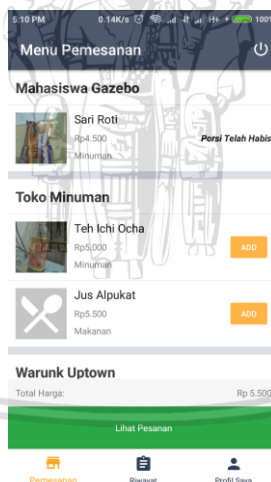 5:10 PM 0.14K/s H+ 100%
Menu Pemesanan
Mahasiswa Gazebo
Sari Roti
Rp4.500
Porsi Telah Habis
Minuman
Toko Minuman
Teh Ichi Ocha
Rp5.000
ADD
Minuman
Jus Alpukat
Rp5.500
ADD
Makanan
Warunk Uptown
Total Harga: Rp 5.500
Lihat Pesanan
Pemesanan Riwayat Profil Saya